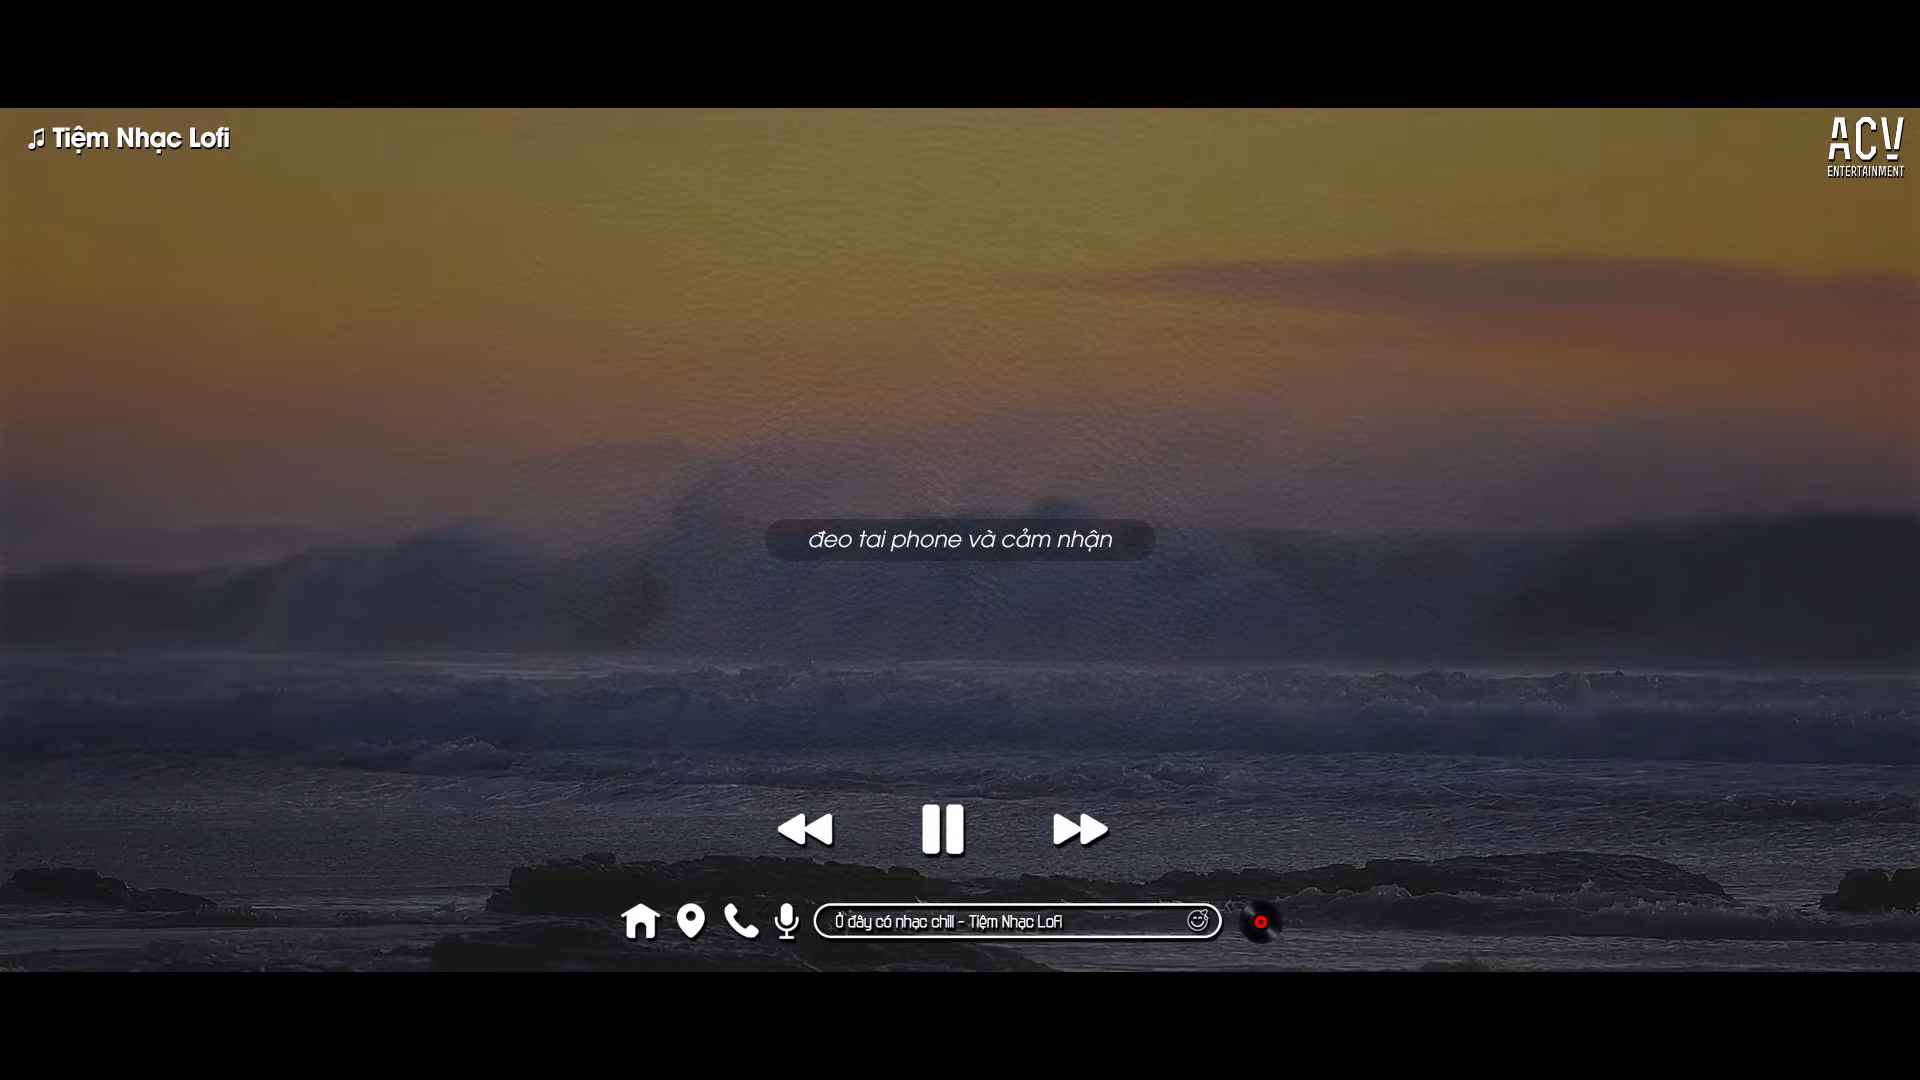 ♫ Tiệm Nhạc Lofi
ACV
ENTERTAINMENT
đeo tai phone và cảm nhận
Ở đây có nhạc chill - Tiệm Nhạc Lofi